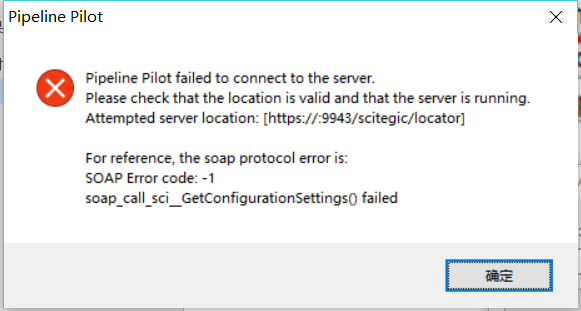 Pipeline Pilot
Pipeline Pilot failed to connect to the server.
Please check that the location is valid and that the server is running.
Attempted server location: [https://:9943/scitegic/locator]
For reference, the soap protocol error is:
SOAP Error code: -1
soap_call_sci__GetConfigurationSettings() failed
确定